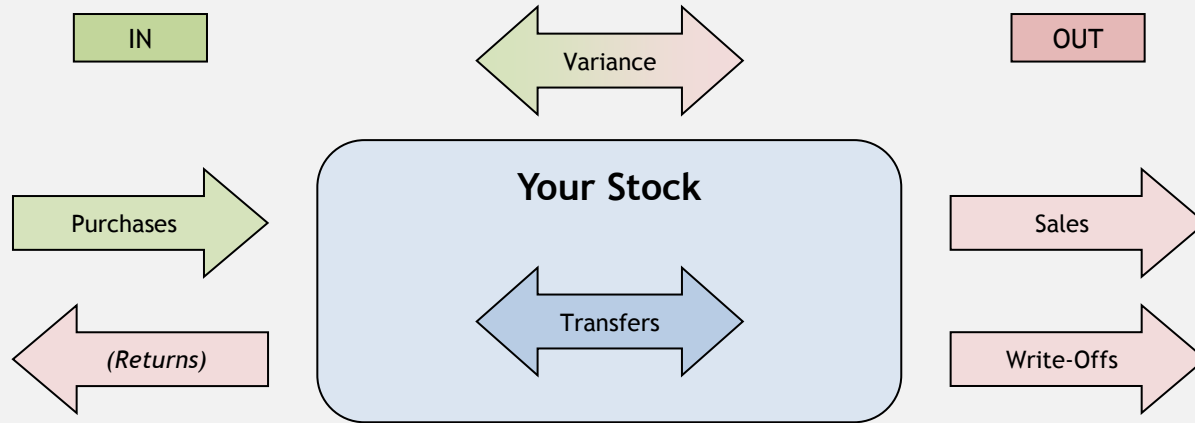 IN
Variance
OUT
Your Stock
Purchases
Sales
Transfers
(Returns)
Write-Offs